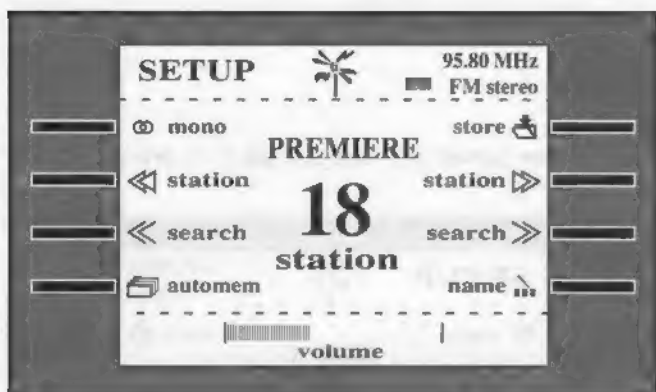 SETUP
95.80 MHz
FM stereo
mono
store
PREMIERE
station
station
18
search
search
station
automem
name
volume